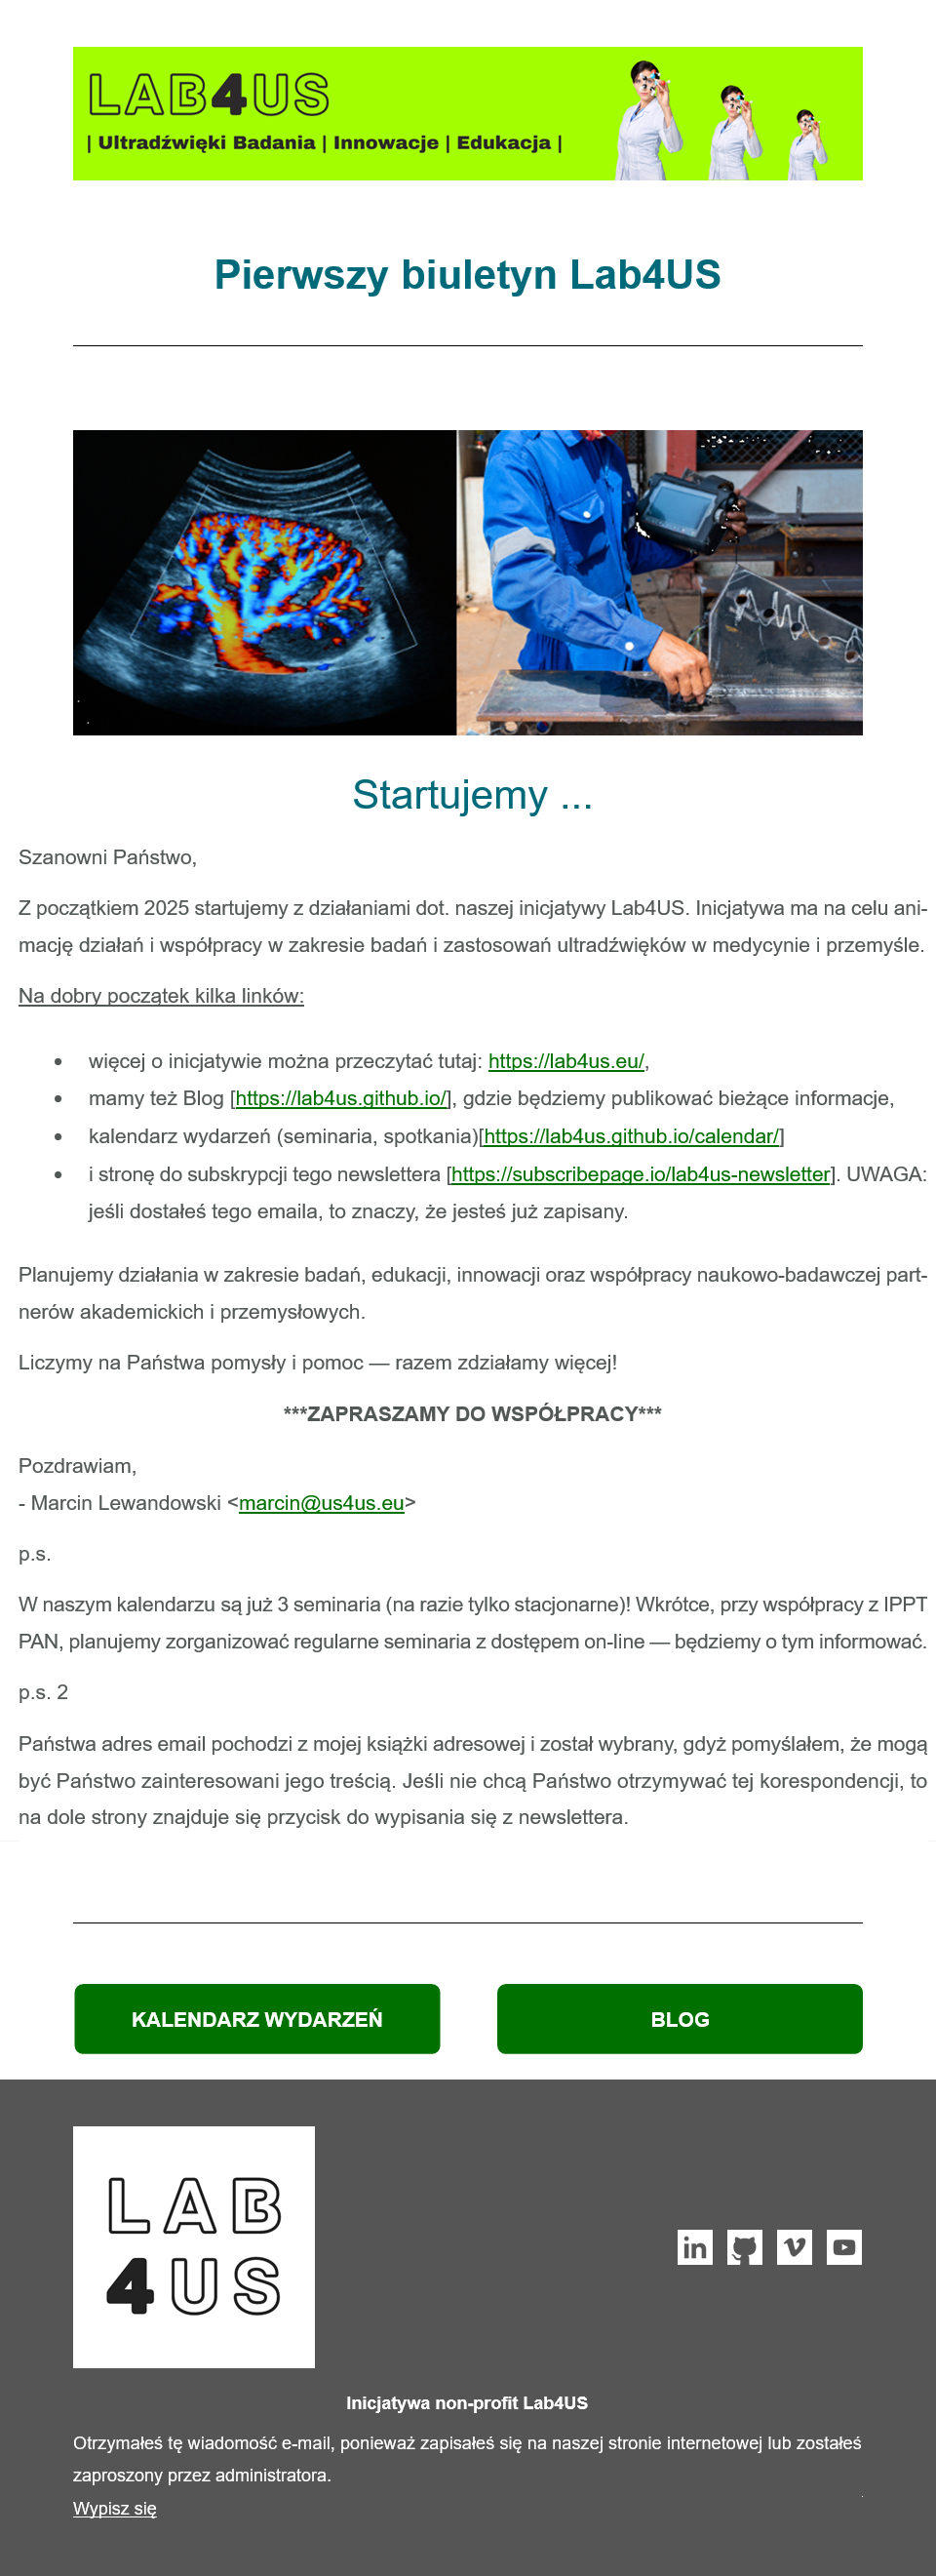 LAB4US
| Ultradźwięki Badania | Innowacje | Edukacja |
Pierwszy biuletyn Lab4US
Startujemy ...
Szanowni Państwo,
Z początkiem 2025 startujemy z działaniami dot. naszej inicjatywy Lab4US. Inicjatywa ma na celu ani-
mację działań i współpracy w zakresie badań i zastosowań ultradźwięków w medycynie i przemyśle.
Na dobry początek kilka linków:
• więcej o inicjatywie można przeczytać tutaj: https://lab4us.eu/,
• mamy też Blog [https://lab4us.github.io/], gdzie będziemy publikować bieżące informacje,
• kalendarz wydarzeń (seminaria, spotkania)[https://lab4us.github.io/calendar/]
• i stronę do subskrypcji tego newslettera [https://subscribepage.io/lab4us-newsletter]. UWAGA:
jeśli dostałeś tego emaila, to znaczy, że jesteś już zapisany.
Planujemy działania w zakresie badań, edukacji, innowacji oraz współpracy naukowo-badawczej part-
nerów akademickich i przemysłowych.
Liczymy na Państwa pomysły i pomoc — razem zdziałamy więcej!
***ZAPRASZAMY DO WSPÓŁPRACY***
Pozdrawiam,
- Marcin Lewandowski <marcin@us4us.eu>
p.s.
W naszym kalendarzu są już 3 seminaria (na razie tylko stacjonarne)! Wkrótce, przy współpracy z IPPT
PAN, planujemy zorganizować regularne seminaria z dostępem on-line — będziemy o tym informować.
p.s. 2
Państwa adres email pochodzi z mojej książki adresowej i został wybrany, gdyż pomyślałem, że mogą
być Państwo zainteresowani jego treścią. Jeśli nie chcą Państwo otrzymywać tej korespondencji, to
na dole strony znajduje się przycisk do wypisania się z newslettera.
KALENDARZ WYDARZEŃ
BLOG
LAB
4US
in
Inicjatywa non-profit Lab4US
Otrzymałeś tę wiadomość e-mail, ponieważ zapisałeś się na naszej stronie internetowej lub zostałeś
zaproszony przez administratora.
Wypisz się